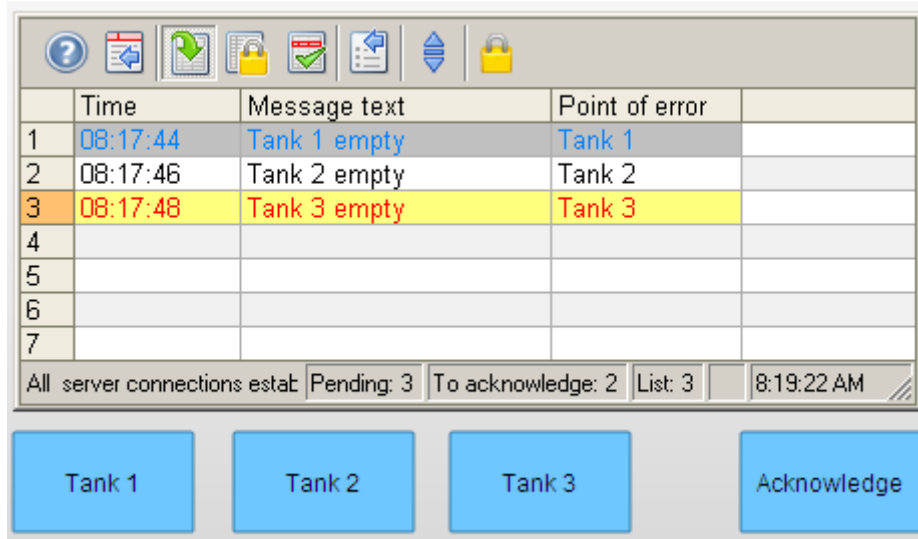 Time Message text Point of error
1 08:17:44 Tank 1 empty Tank 1
2 08:17:46 Tank 2 empty Tank 2
3 08:17:48 Tank 3 empty Tank 3
4
5
6
7
All server connections estab Pending: 3 To acknowledge: 2 List: 3 8:19:22 AM
Tank 1 Tank 2 Tank 3 Acknowledge